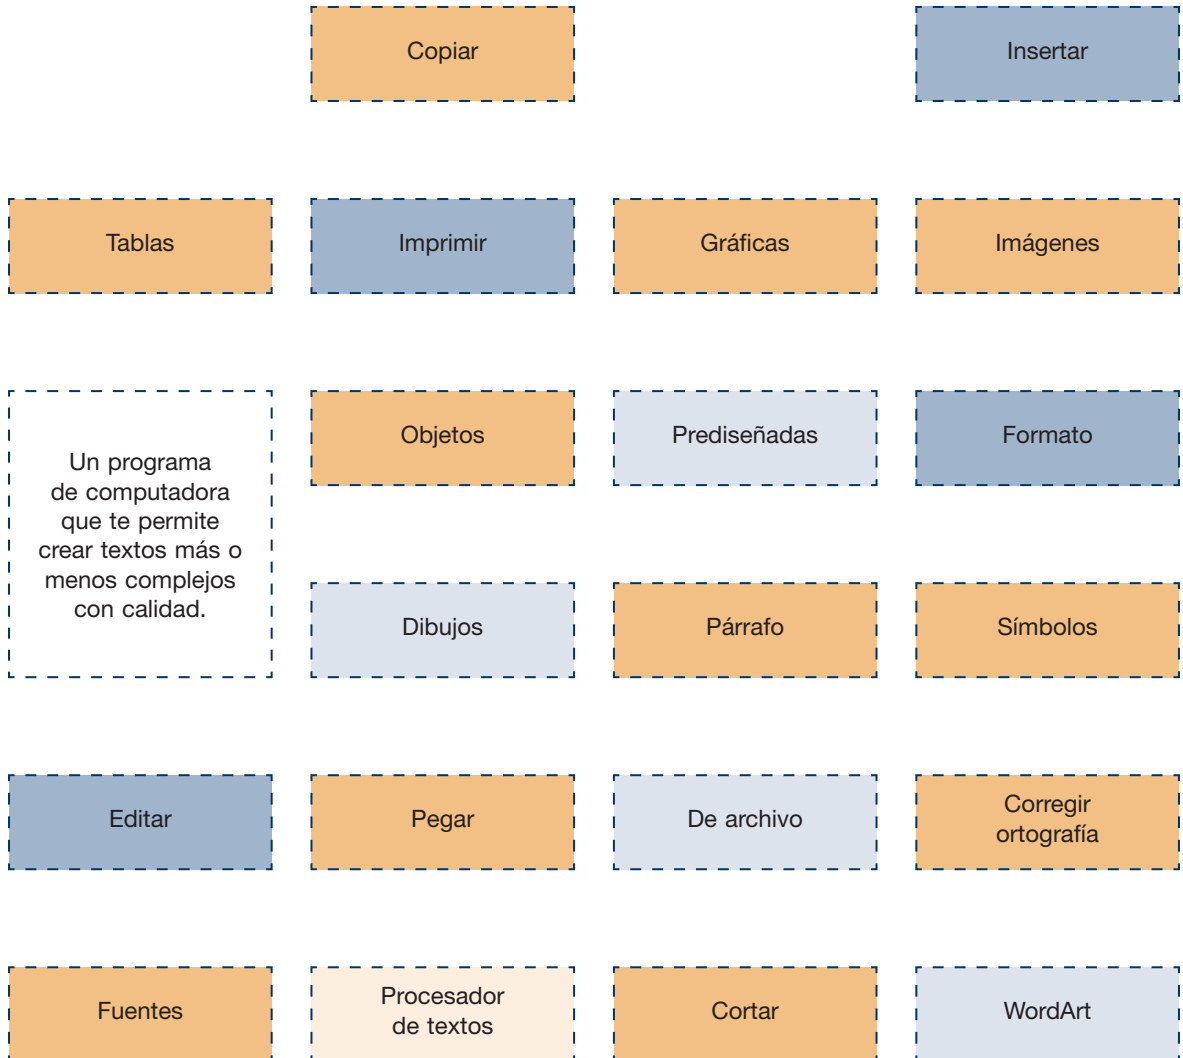 Copiar
Insertar
Tablas
Imprimir
Gráficas
Imágenes
Un programa
de computadora
que te permite
crear textos más o
menos complejos
con calidad.
Objetos
Prediseñadas
Formato
Dibujos
Párrafo
Símbolos
Editar
Pegar
De archivo
Corregir
ortografía
Fuentes
Procesador
de textos
Cortar
WordArt